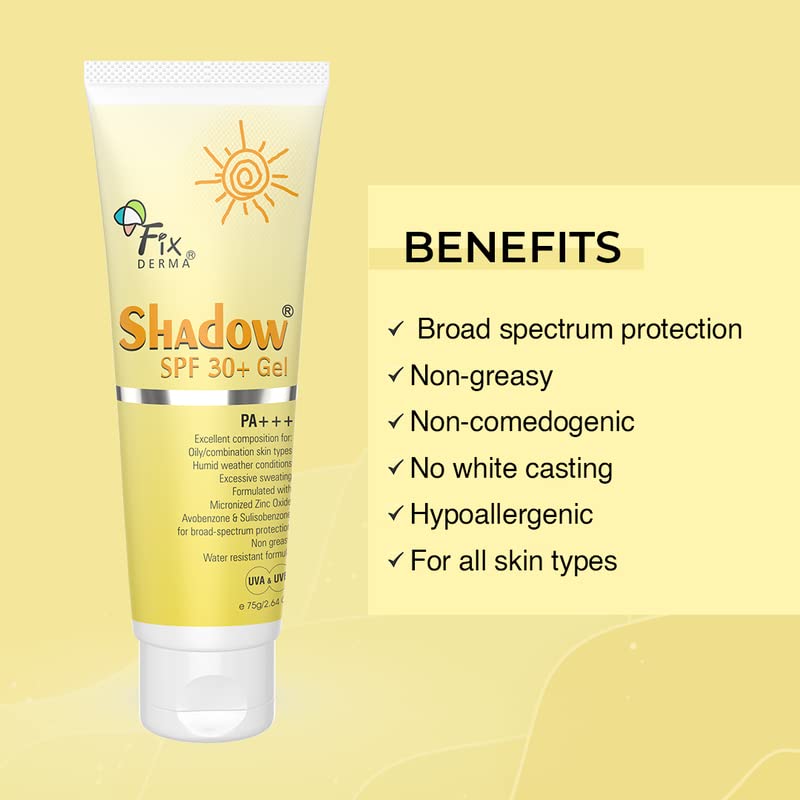 Fix®
DERMA
Shadow®
SPF 30+ Gel
PA+++
Excellent composition for:
Oily/combination skin types
Humid weather conditions
Excessive sweating
Formulated with
Micronized Zinc Oxide
Avobenzone & Sulisobenzone
for broad-spectrum protection
Non greas
Water resistant formul
UVA & UVB
e 75g/2.64
BENEFITS
✓ Broad spectrum protection
✓ Non-greasy
✓ Non-comedogenic
✓ No white casting
✓ Hypoallergenic
✓ For all skin types